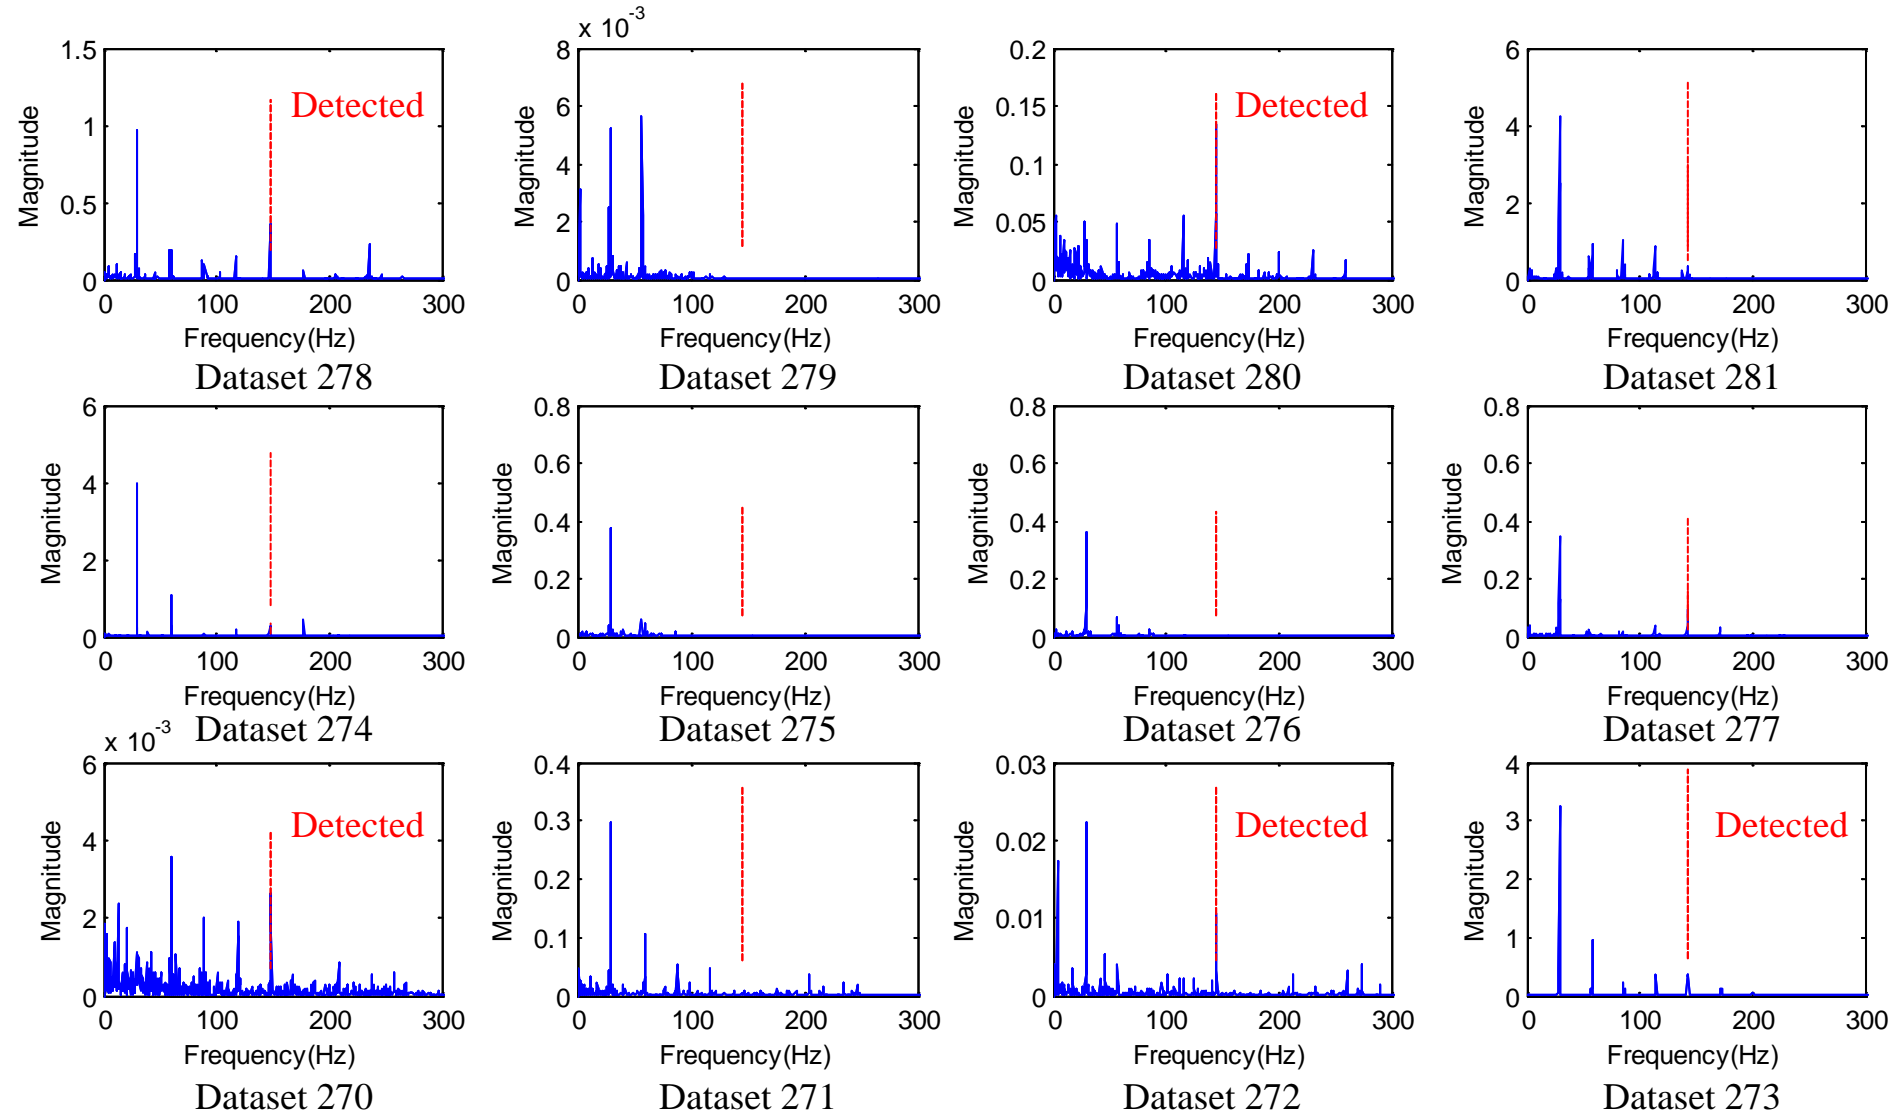 x 10-3
1.5
1
0.5
0
Magnitude
Detected
0 100 200 300
Frequency(Hz)
Dataset 278
8
6
4
2
0
Magnitude
0 100 200 300
Frequency(Hz)
Dataset 279
0.2
0.15
0.1
0.05
0
Magnitude
Detected
0 100 200 300
Frequency(Hz)
Dataset 280
6
4
2
0
Magnitude
0 100 200 300
Frequency(Hz)
Dataset 281
6
4
2
0
Magnitude
0 100 200 300
Frequency(Hz)
Dataset 274
0.8
0.6
0.4
0.2
0
Magnitude
0 100 200 300
Frequency(Hz)
Dataset 275
0.8
0.6
0.4
0.2
0
Magnitude
0 100 200 300
Frequency(Hz)
Dataset 276
0.8
0.6
0.4
0.2
0
Magnitude
0 100 200 300
Frequency(Hz)
Dataset 277
x 10-3
6
4
2
0
Magnitude
Detected
0 100 200 300
Frequency(Hz)
Dataset 270
0.4
0.3
0.2
0.1
0
Magnitude
0 100 200 300
Frequency(Hz)
Dataset 271
0.03
0.02
0.01
0
Magnitude
Detected
0 100 200 300
Frequency(Hz)
Dataset 272
4
3
2
1
0
Magnitude
Detected
0 100 200 300
Frequency(Hz)
Dataset 273